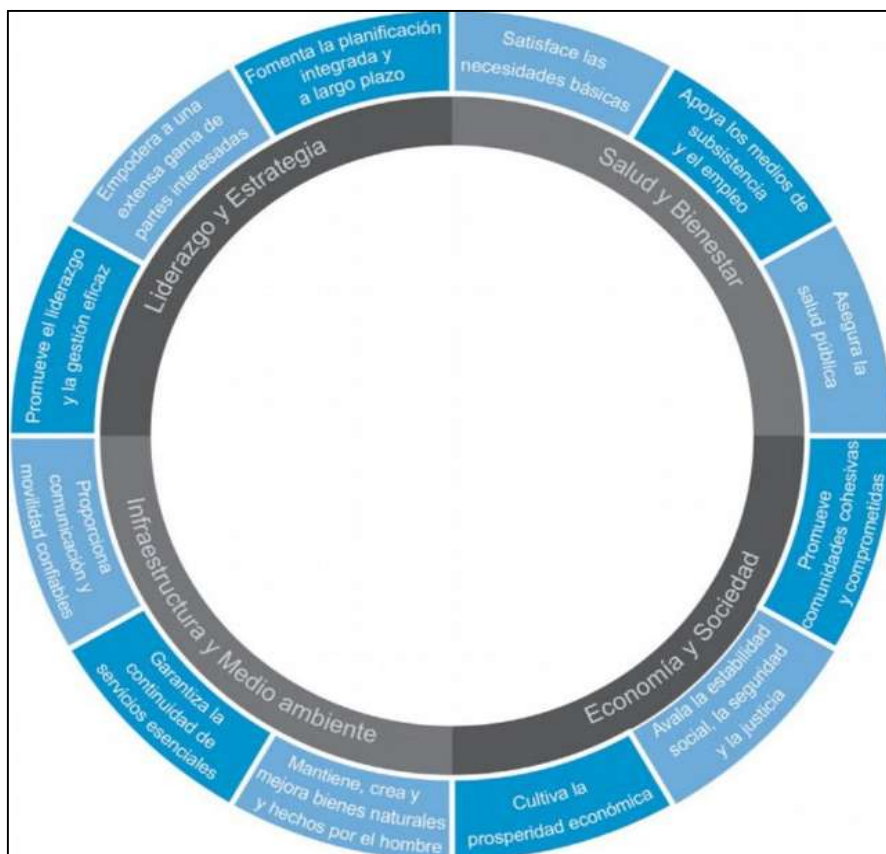 Fomenta la planificación
integrada y
a largo plazo
Satisface las
necesidades básicas
Apoya los medios de
subsistencia
y el empleo
Asegura la
salud pública
Promueve
comunidades cohesivas
y comprometidas
Avala la estabilidad
social, la seguridad
y la justicia
Cultiva la
prosperidad económica
Mantiene, crea y
mejora bienes naturales
y hechos por el hombre
Garantiza la
continuidad de
servicios esenciales
Proporciona
comunicación y
movilidad confiables
Promueve el liderazgo
y la gestión eficaz
Empodera a una
extensa gama de
partes interesadas
Liderazgo y Estrategia
Salud y Bienestar
Economía y Sociedad
Infraestructura y Medio ambiente